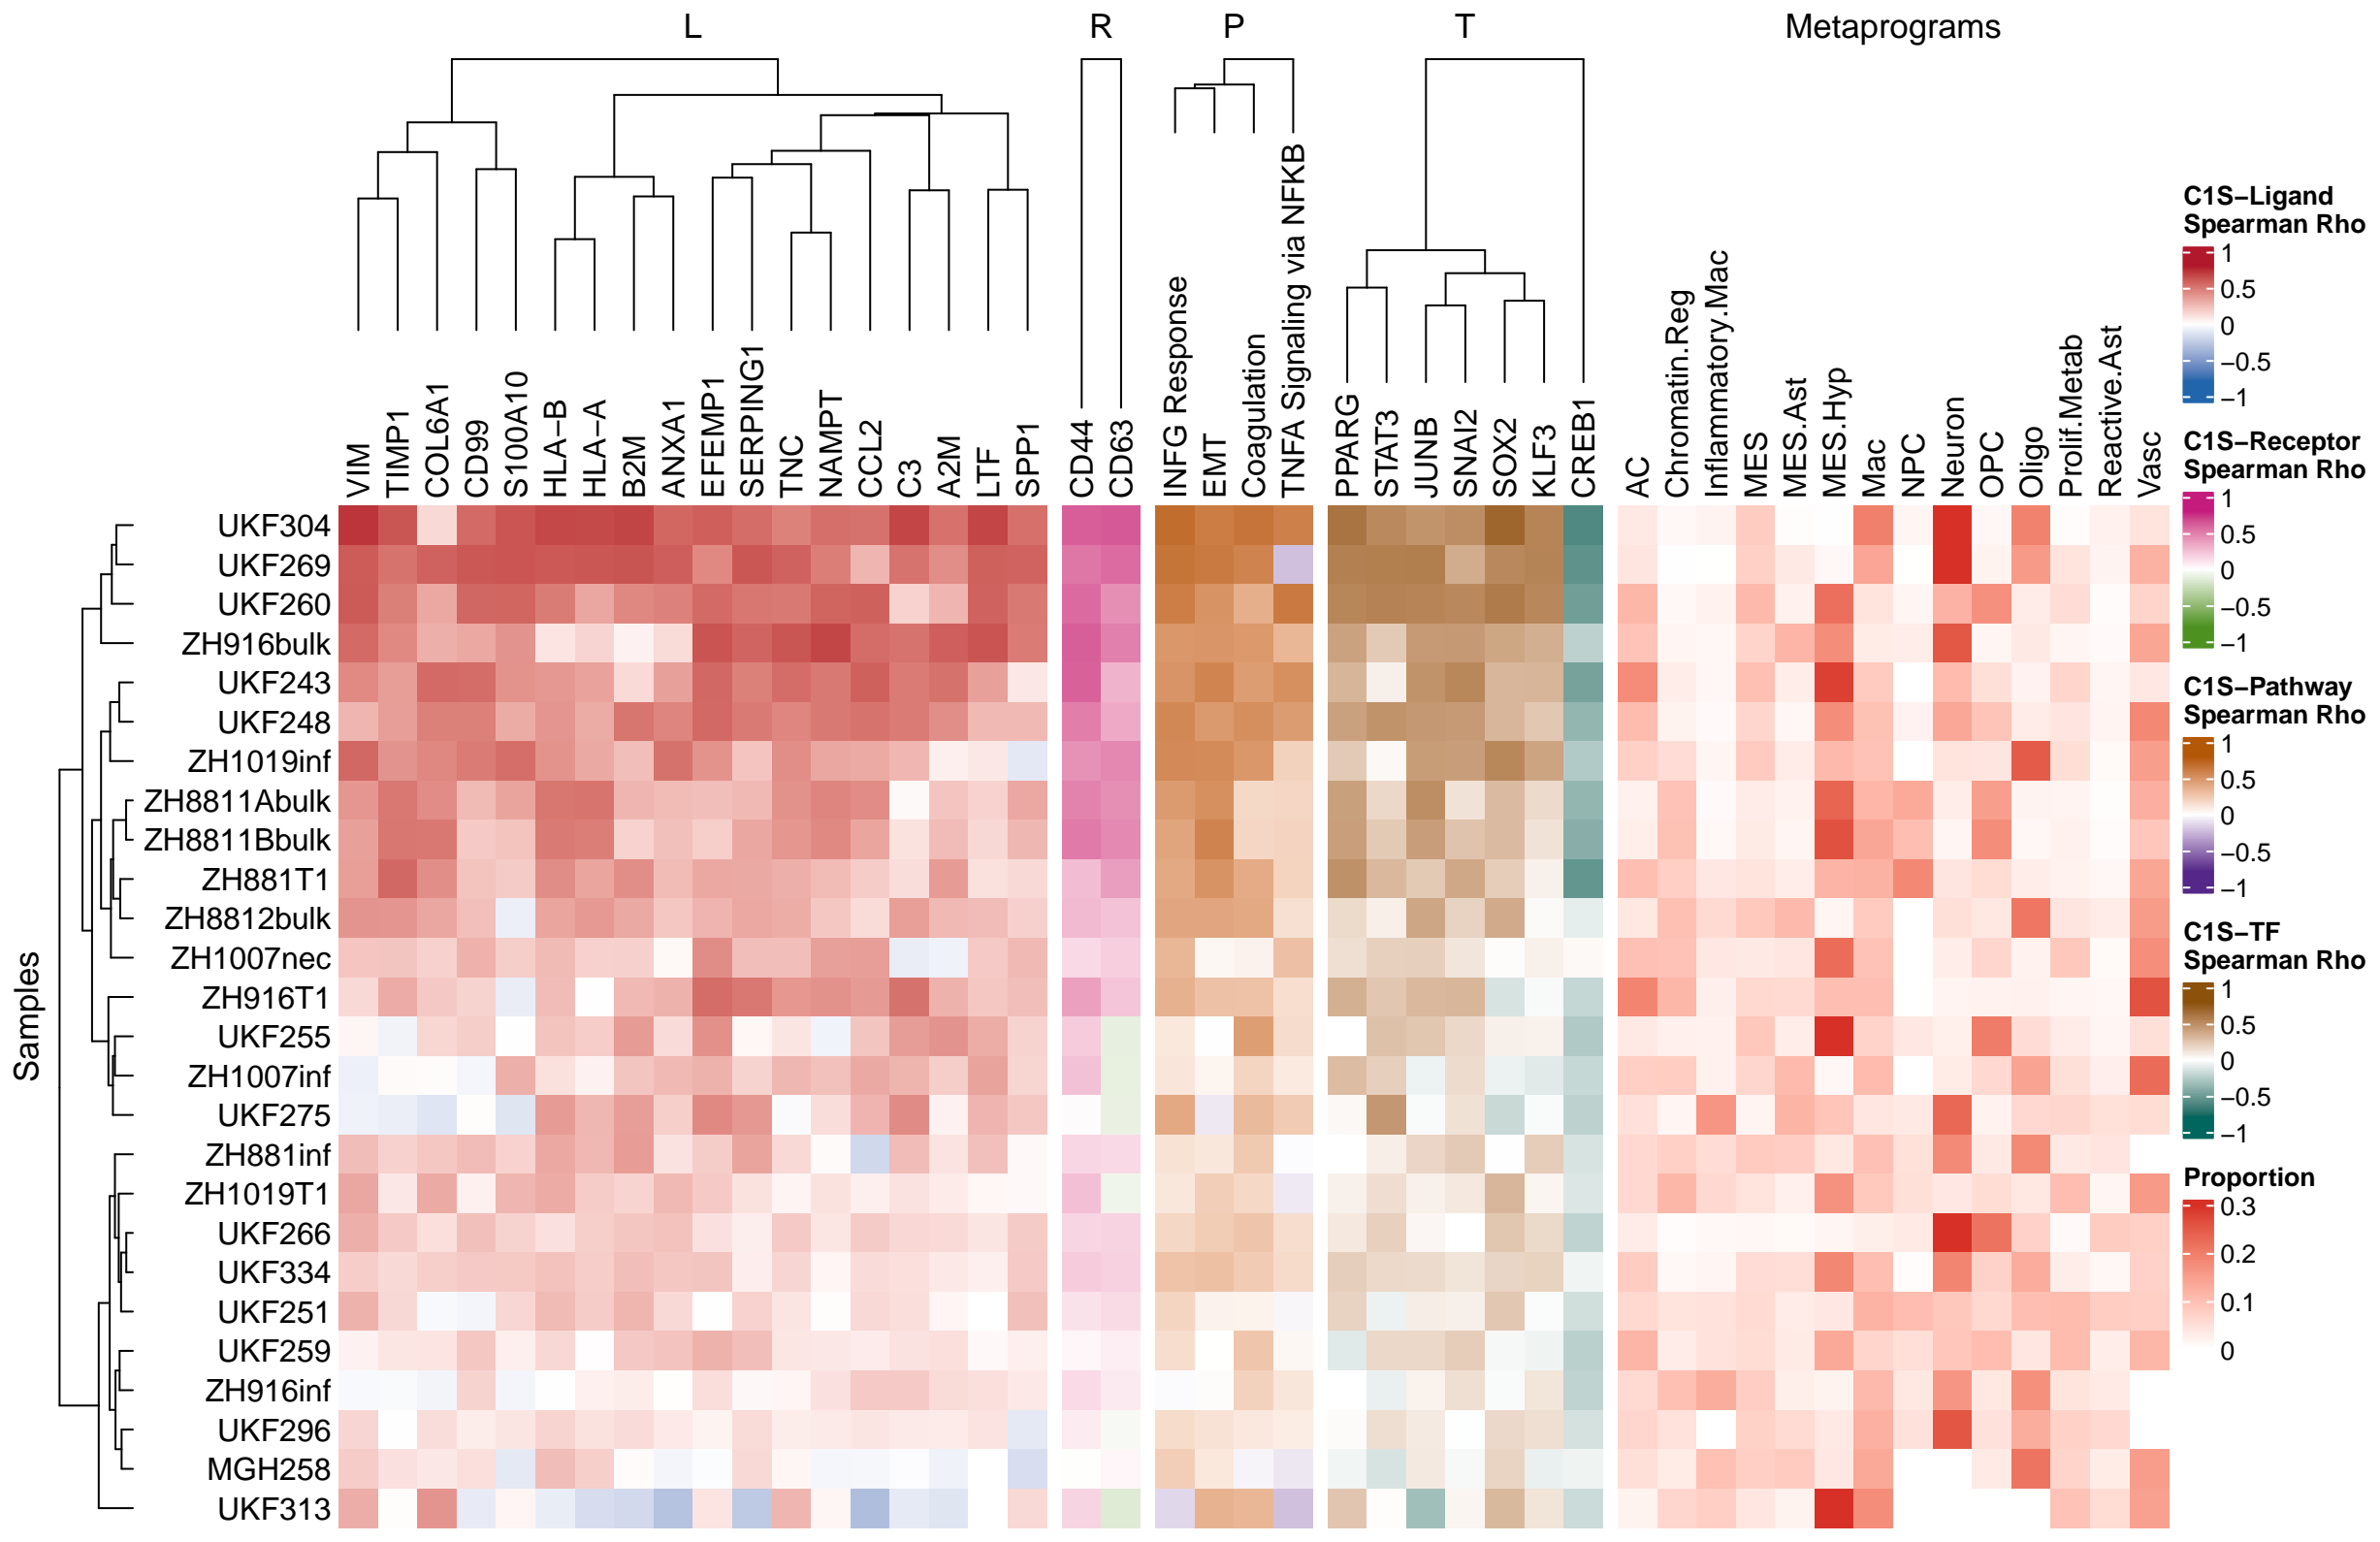 L
R
P
T
Metaprograms
VIM
TIMP1
COL6A1
CD99
S100A10
HLA−B
HLA−A
B2M
ANXA1
EFEMP1
SERPING1
TNC
NAMPT
CCL2
C3
A2M
LTF
SPP1
CD44
CD63
INFG Response
EMT
Coagulation
TNFA Signaling via NFKB
PPARG
STAT3
JUNB
SNAI2
SOX2
KLF3
CREB1
AC
Chromatin.Reg
Inflammatory.Mac
MES
MES.Ast
MES.Hyp
Mac
NPC
Neuron
OPC
Oligo
Prolif.Metab
Reactive.Ast
Vasc
Samples
UKF304
UKF269
UKF260
ZH916bulk
UKF243
UKF248
ZH1019inf
ZH8811Abulk
ZH8811Bbulk
ZH881T1
ZH8812bulk
ZH1007nec
ZH916T1
UKF255
ZH1007inf
UKF275
ZH881inf
ZH1019T1
UKF266
UKF334
UKF251
UKF259
ZH916inf
UKF296
MGH258
UKF313
C1S−Ligand
Spearman Rho
1
0.5
0
−0.5
−1
C1S−Receptor
Spearman Rho
1
0.5
0
−0.5
−1
C1S−Pathway
Spearman Rho
1
0.5
0
−0.5
−1
C1S−TF
Spearman Rho
1
0.5
0
−0.5
−1
Proportion
0.3
0.2
0.1
0